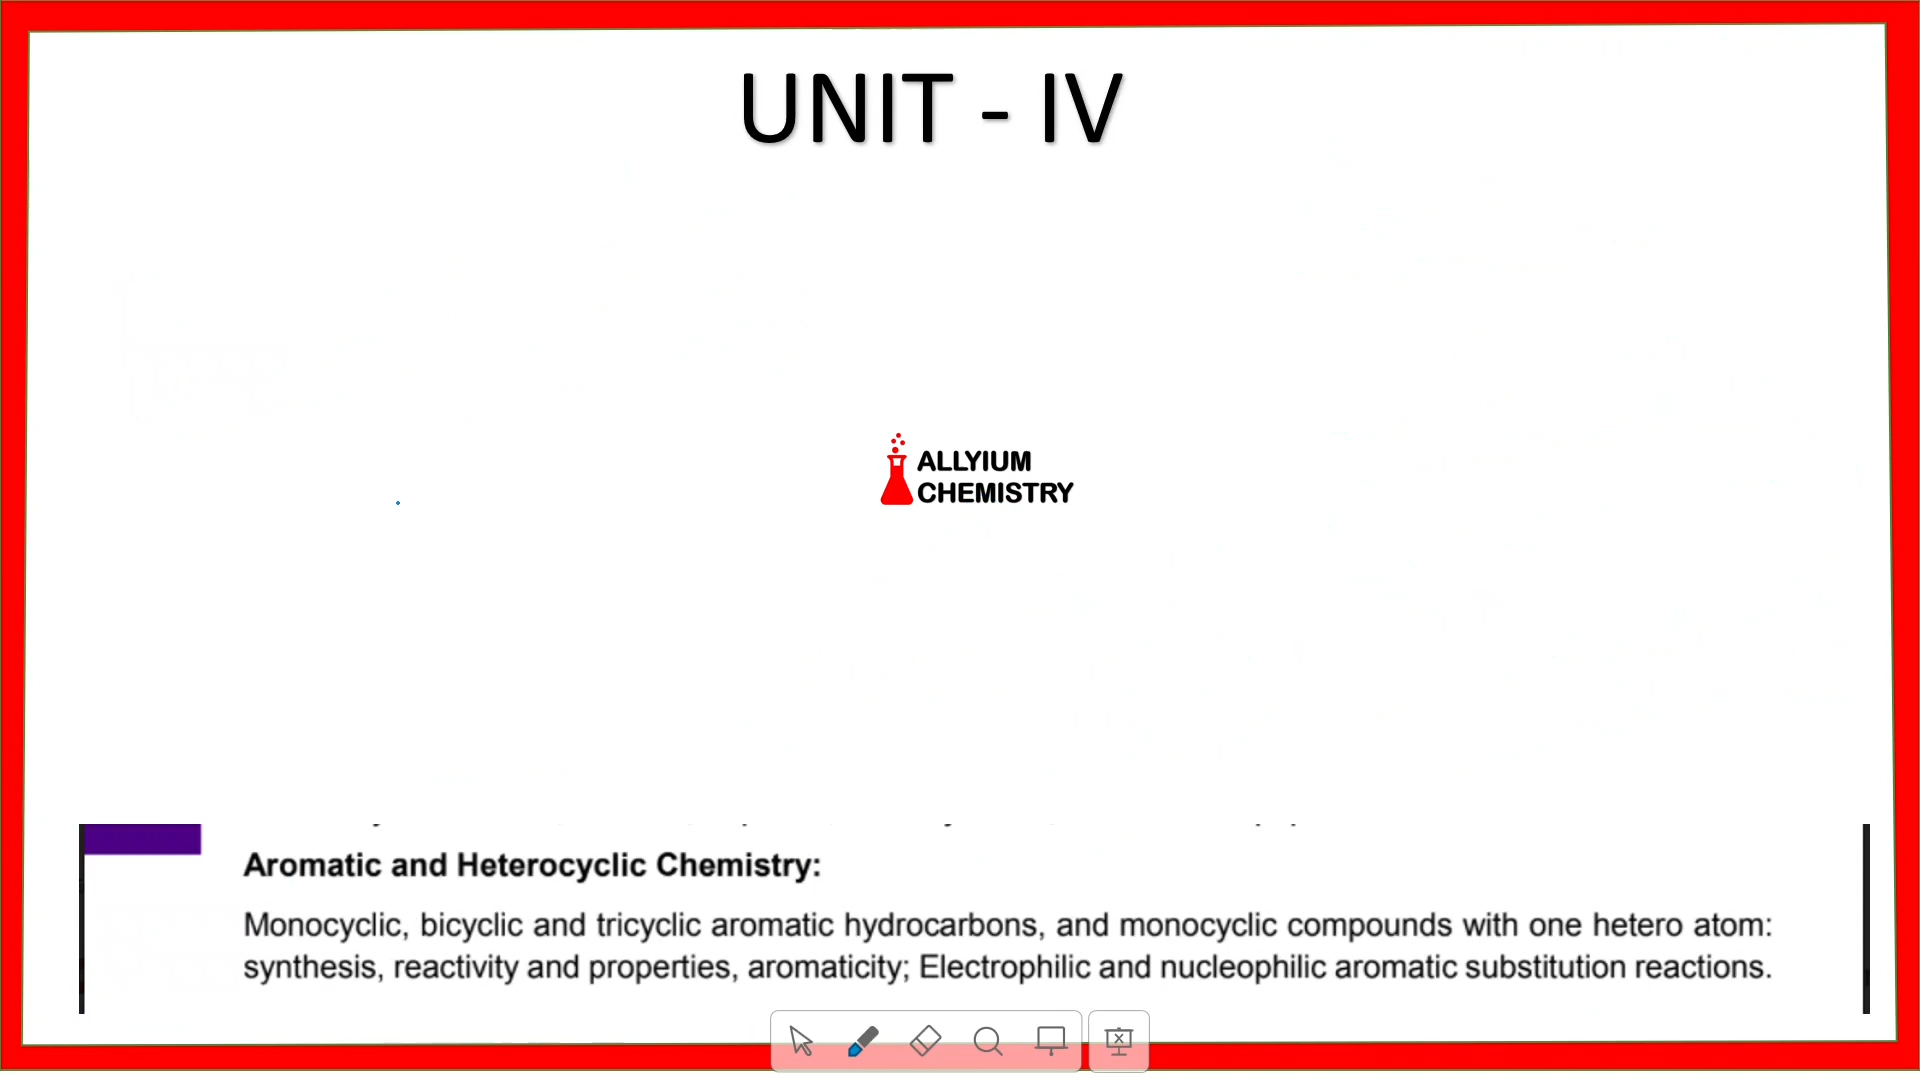 UNIT - IV
ALLYIUM
CHEMISTRY
Aromatic and Heterocyclic Chemistry:
Monocyclic, bicyclic and tricyclic aromatic hydrocarbons, and monocyclic compounds with one hetero atom:
synthesis, reactivity and properties, aromaticity; Electrophilic and nucleophilic aromatic substitution reactions.